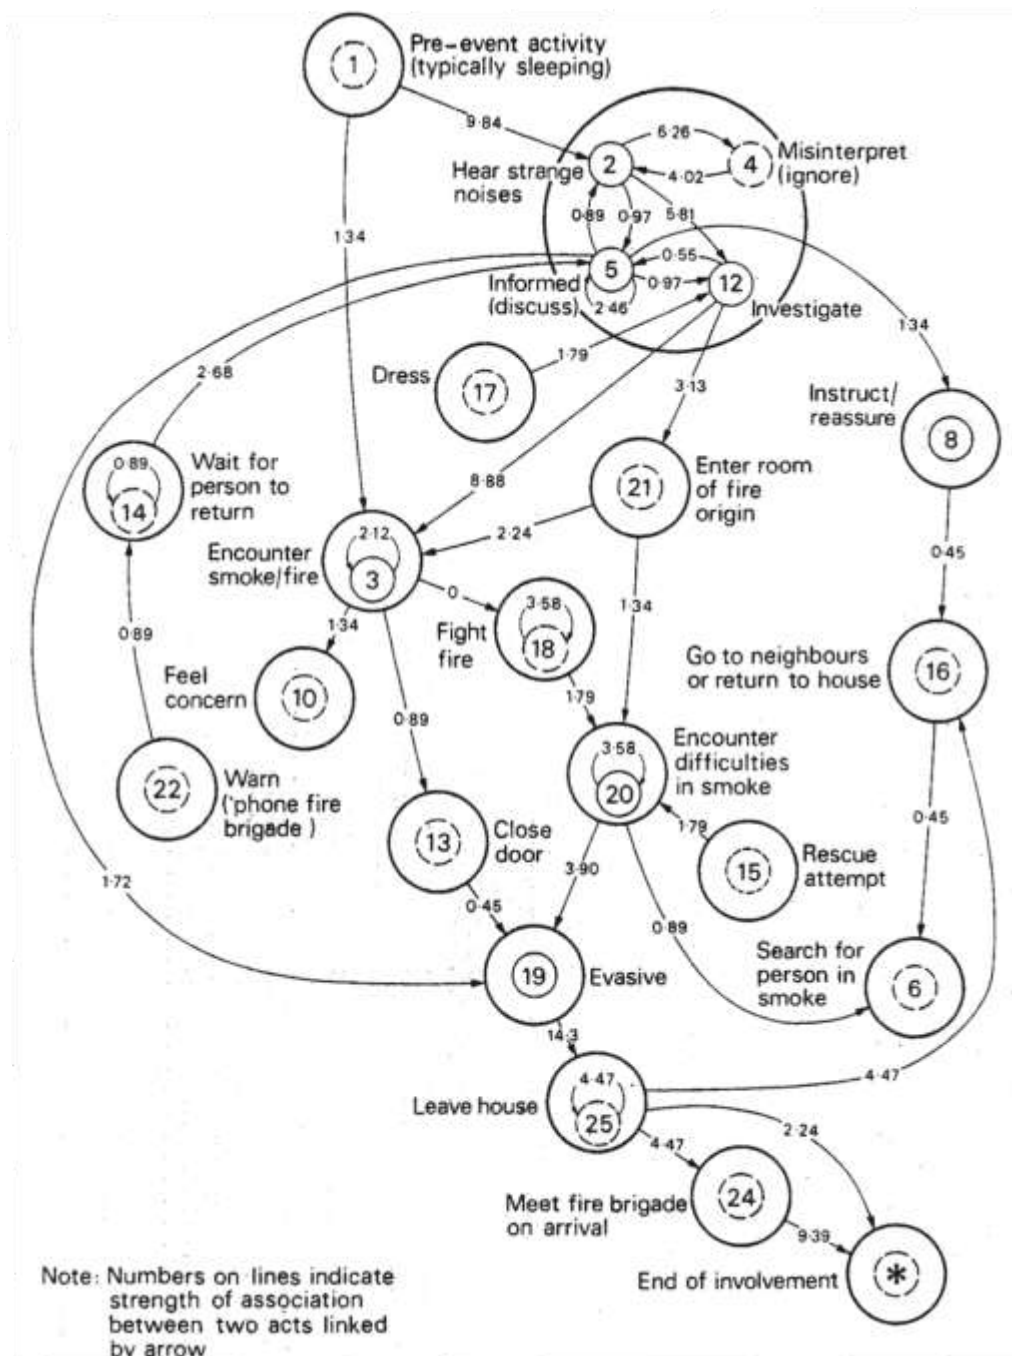 1
Pre-event activity
(typically sleeping)
9·84
6·26
2
4
Misinterpret
(ignore)
Hear strange
noises
4·02
0·89
0·97
5·81
1·34
5
0·55
0·97
12
Informed
(discuss)
2·46
Investigate
1·34
1·79
Dress
17
2·68
3·13
Instruct/
reassure
8
0·89
14
Wait for
person to
return
8·88
21
Enter room
of fire
origin
2·12
3
Encounter
smoke/fire
2·24
0·45
0
3·58
18
Fight
fire
1·34
1·34
0·89
Feel
concern
10
0·89
1·79
Go to neighbours
or return to house
16
22
Warn
('phone fire
brigade)
3·58
20
Encounter
difficulties
in smoke
13
Close
door
1·79
15
Rescue
attempt
0·45
1·72
0·45
3·90
0·89
19
Evasive
Search for
person in
smoke
6
14·3
4·47
25
Leave house
4·47
4·47
2·24
24
Meet fire brigade
on arrival
9·39
End of involvement
*
Note: Numbers on lines indicate
strength of association
between two acts linked
by arrow